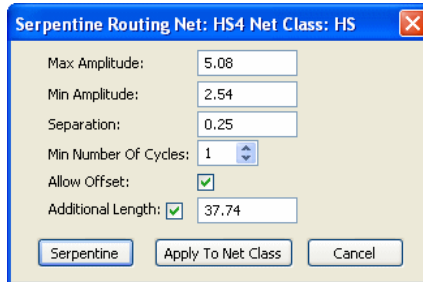 Serpentine Routing Net: HS4 Net Class: HS
Max Amplitude: 5.08
Min Amplitude: 2.54
Separation: 0.25
Min Number Of Cycles: 1
Allow Offset:
Additional Length: 37.74
Serpentine Apply To Net Class Cancel